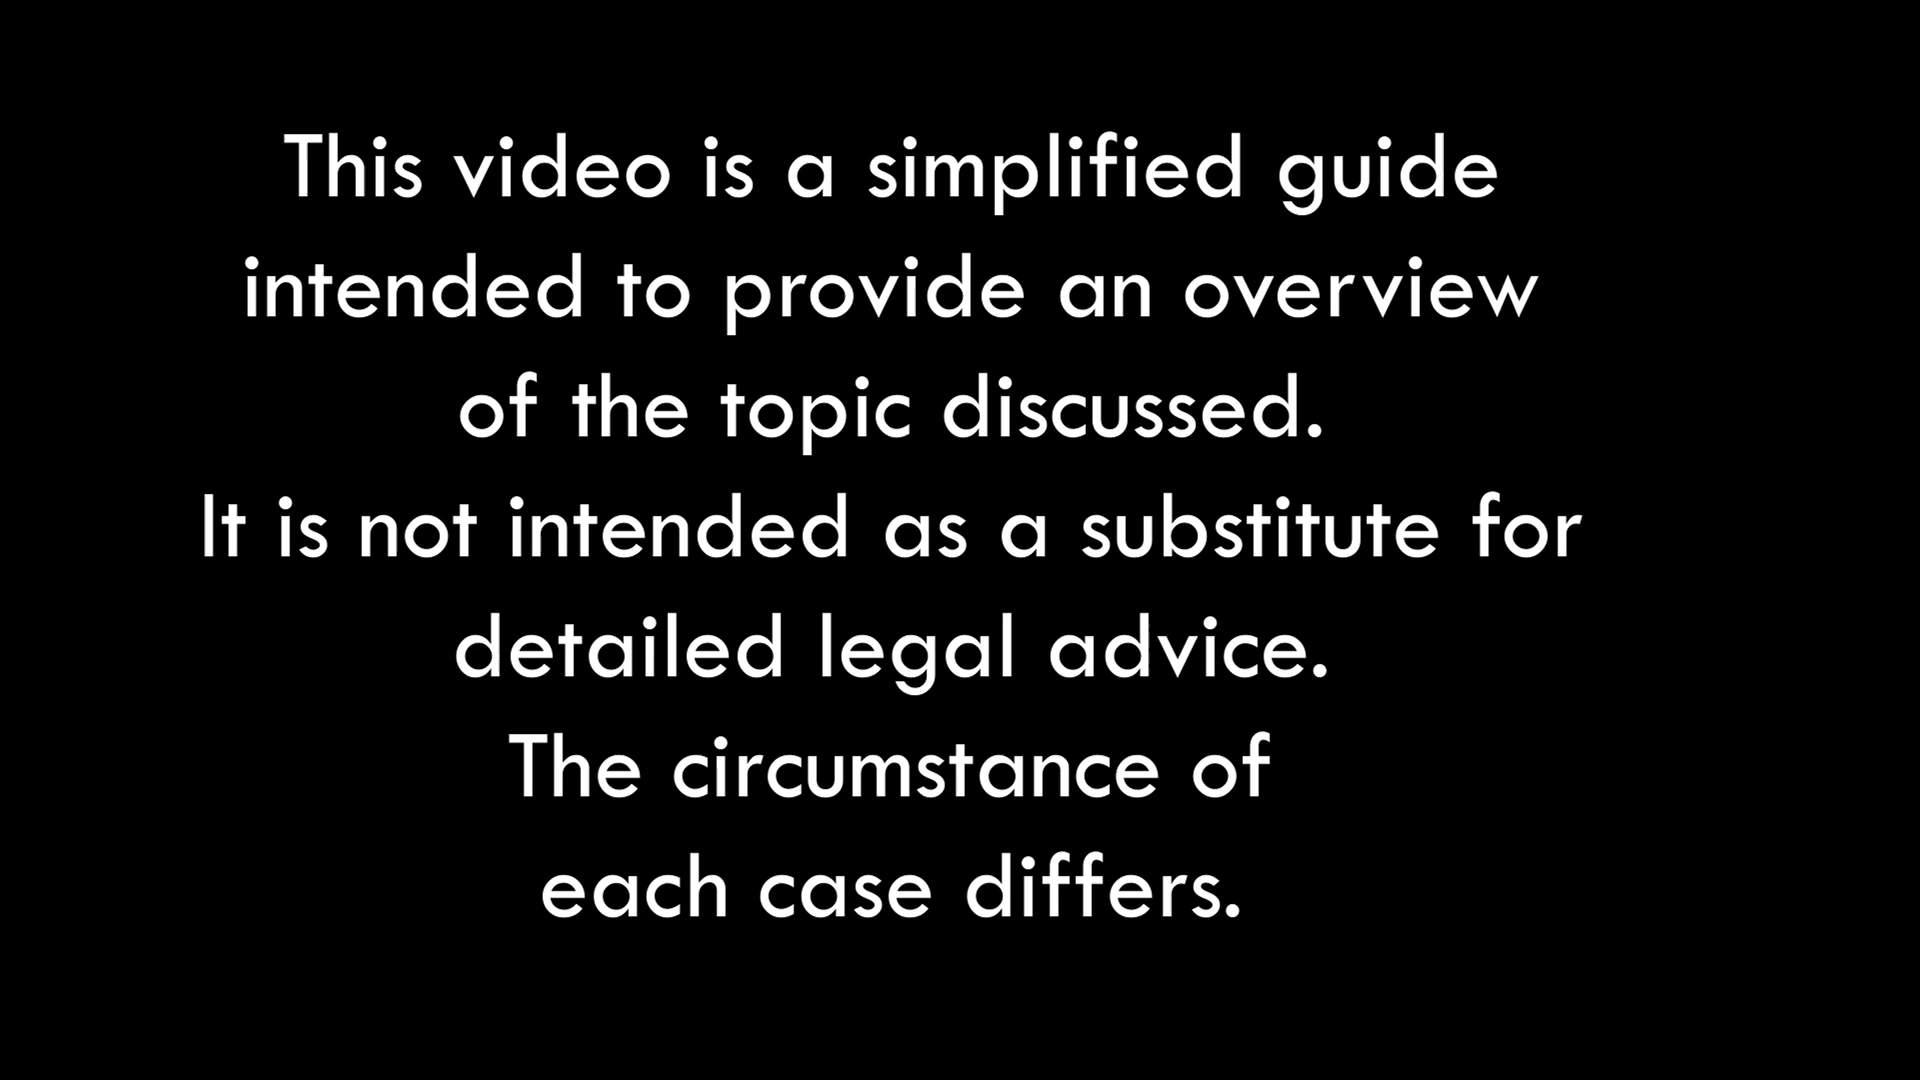 This video is a simplified guide
intended to provide an overview
of the topic discussed.
It is not intended as a substitute for
detailed legal advice.
The circumstance of
each case differs.